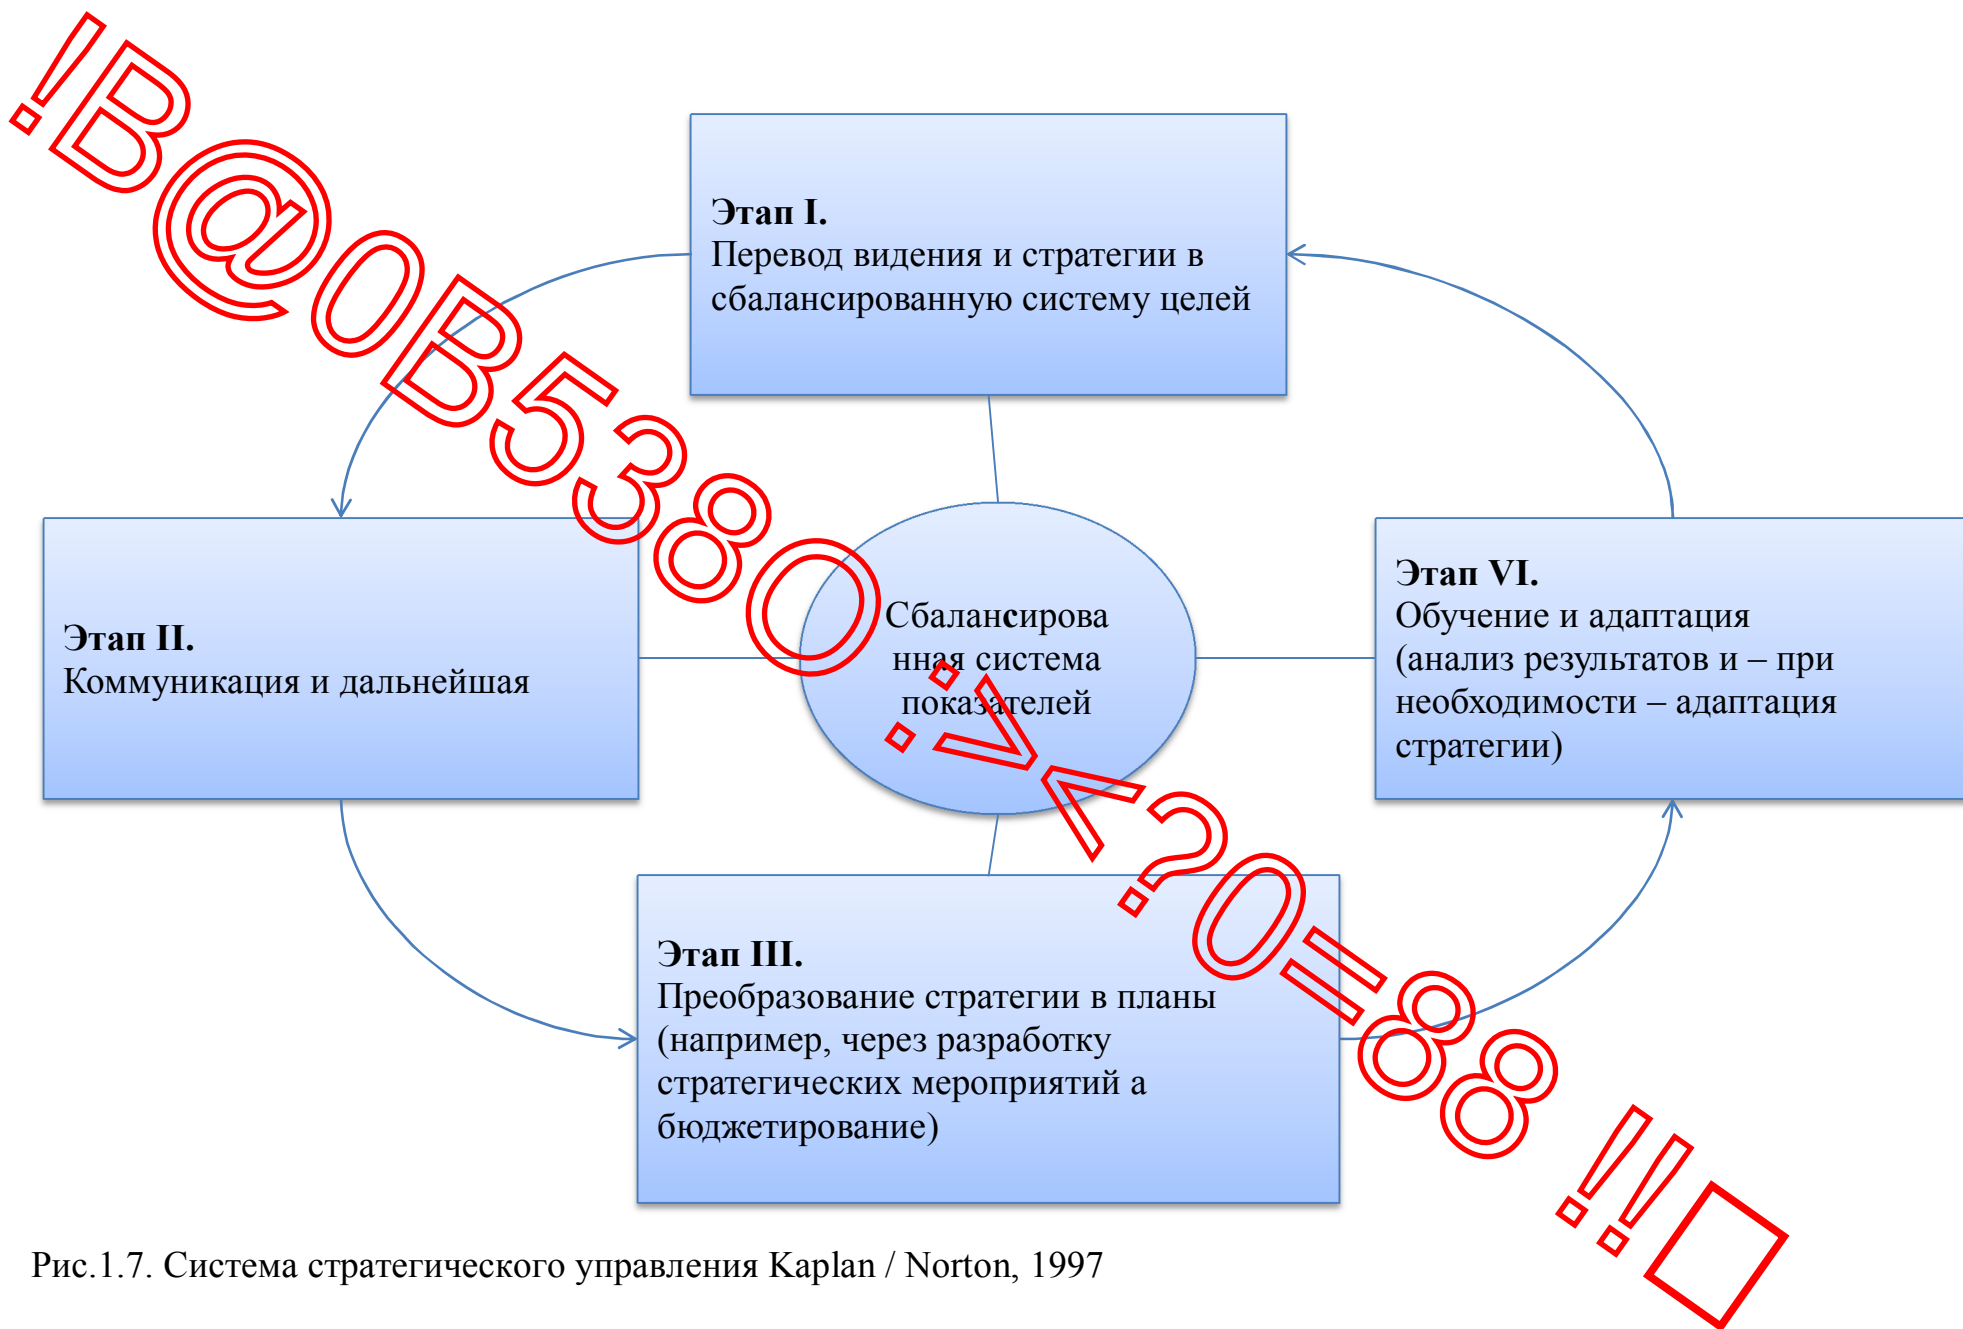 Этап I.
Перевод видения и стратегии в
сбалансированную систему целей
Этап II.
Коммуникация и дальнейшая
Сбалансирова
нная система
показателей
Этап VI.
Обучение и адаптация
(анализ результатов и – при
необходимости – адаптация
стратегии)
Этап III.
Преобразование стратегии в планы
(например, через разработку
стратегических мероприятий а
бюджетирование)
!B@0B538O :><?0=88 !!□
Рис.1.7. Система стратегического управления Kaplan / Norton, 1997